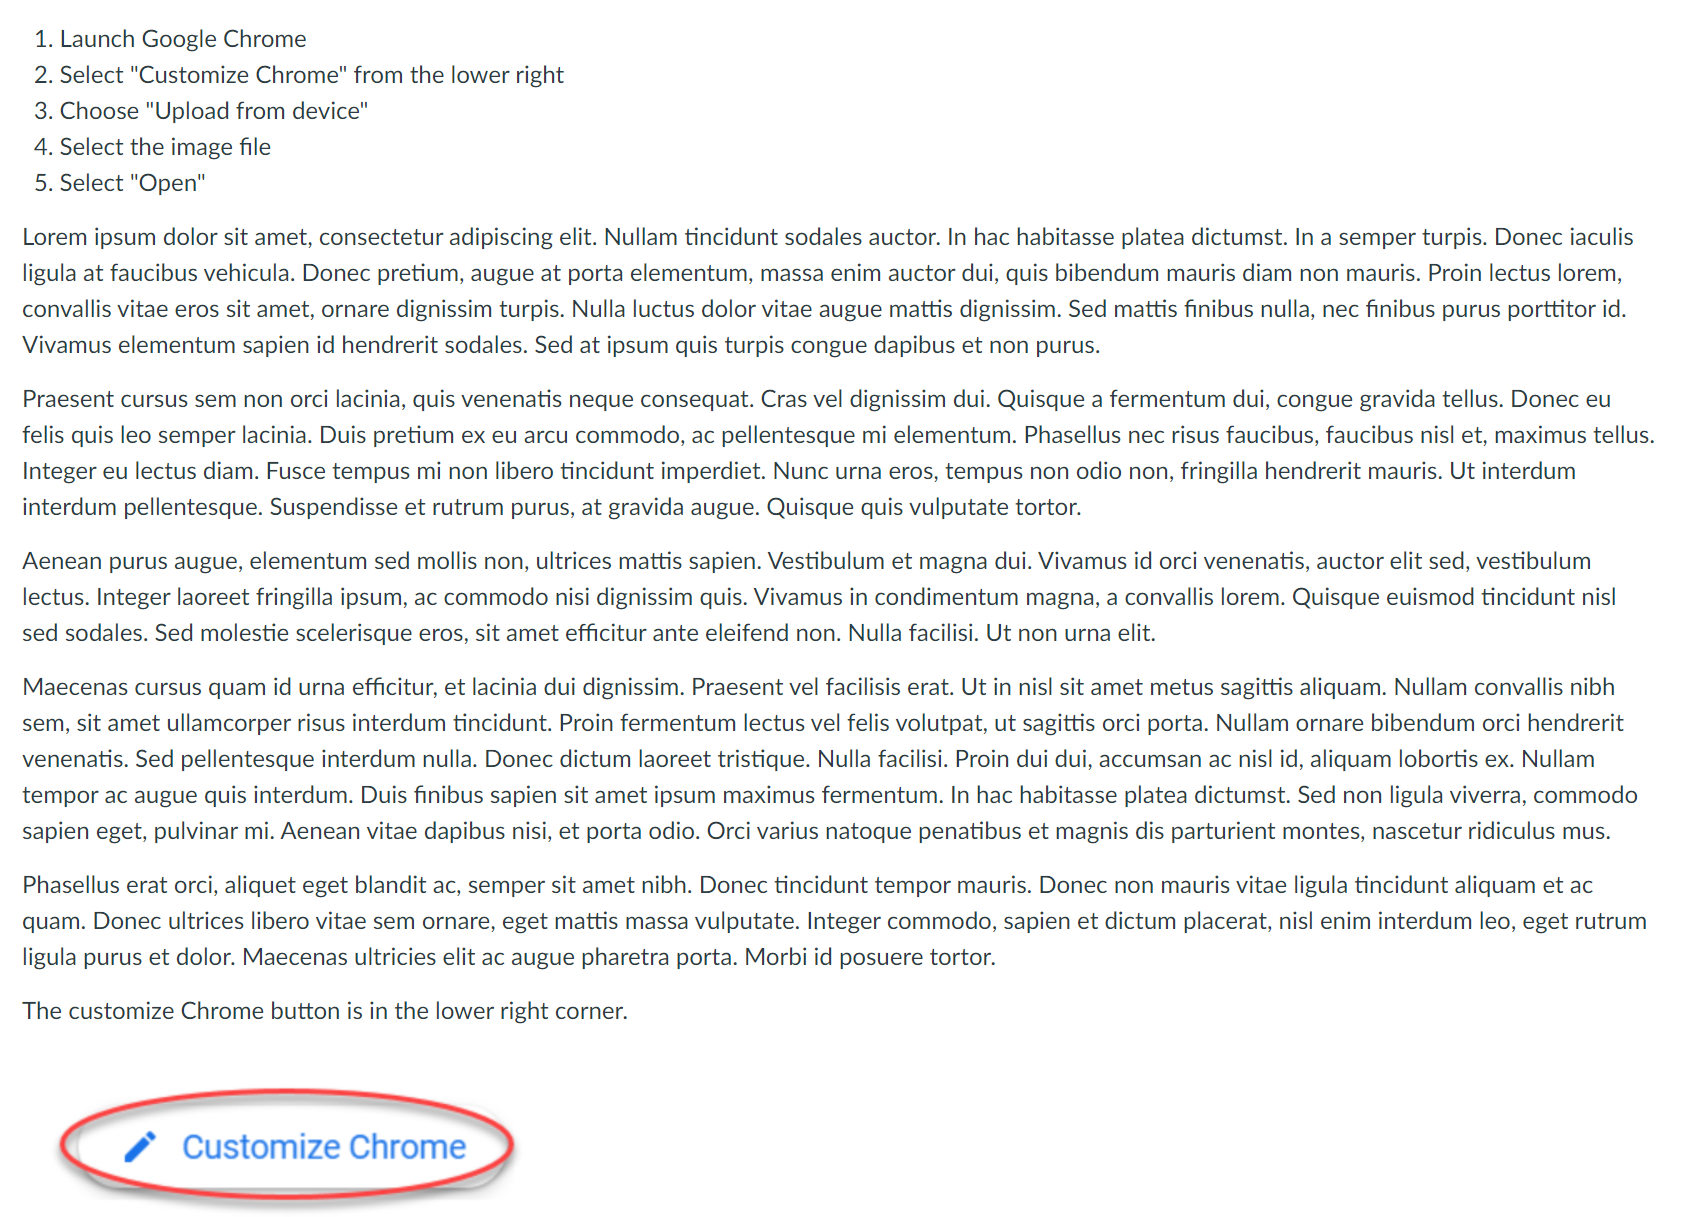 1. Launch Google Chrome
2. Select "Customize Chrome" from the lower right
3. Choose "Upload from device"
4. Select the image file
5. Select "Open"
Lorem ipsum dolor sit amet, consectetur adipiscing elit. Nullam tincidunt sodales auctor. In hac habitasse platea dictumst. In a semper turpis. Donec iaculis
ligula at faucibus vehicula. Donec pretium, augue at porta elementum, massa enim auctor dui, quis bibendum mauris diam non mauris. Proin lectus lorem,
convallis vitae eros sit amet, ornare dignissim turpis. Nulla luctus dolor vitae augue mattis dignissim. Sed mattis finibus nulla, nec finibus purus porttitor id.
Vivamus elementum sapien id hendrerit sodales. Sed at ipsum quis turpis congue dapibus et non purus.
Praesent cursus sem non orci lacinia, quis venenatis neque consequat. Cras vel dignissim dui. Quisque a fermentum dui, congue gravida tellus. Donec eu
felis quis leo semper lacinia. Duis pretium ex eu arcu commodo, ac pellentesque mi elementum. Phasellus nec risus faucibus, faucibus nisl et, maximus tellus.
Integer eu lectus diam. Fusce tempus mi non libero tincidunt imperdiet. Nunc urna eros, tempus non odio non, fringilla hendrerit mauris. Ut interdum
interdum pellentesque. Suspendisse et rutrum purus, at gravida augue. Quisque quis vulputate tortor.
Aenean purus augue, elementum sed mollis non, ultrices mattis sapien. Vestibulum et magna dui. Vivamus id orci venenatis, auctor elit sed, vestibulum
lectus. Integer laoreet fringilla ipsum, ac commodo nisi dignissim quis. Vivamus in condimentum magna, a convallis lorem. Quisque euismod tincidunt nisl
sed sodales. Sed molestie scelerisque eros, sit amet efficitur ante eleifend non. Nulla facilisi. Ut non urna elit.
Maecenas cursus quam id urna efficitur, et lacinia dui dignissim. Praesent vel facilisis erat. Ut in nisl sit amet metus sagittis aliquam. Nullam convallis nibh
sem, sit amet ullamcorper risus interdum tincidunt. Proin fermentum lectus vel felis volutpat, ut sagittis orci porta. Nullam ornare bibendum orci hendrerit
venenatis. Sed pellentesque interdum nulla. Donec dictum laoreet tristique. Nulla facilisi. Proin dui dui, accumsan ac nisl id, aliquam lobortis ex. Nullam
tempor ac augue quis interdum. Duis finibus sapien sit amet ipsum maximus fermentum. In hac habitasse platea dictumst. Sed non ligula viverra, commodo
sapien eget, pulvinar mi. Aenean vitae dapibus nisi, et porta odio. Orci varius natoque penatibus et magnis dis parturient montes, nascetur ridiculus mus.
Phasellus erat orci, aliquet eget blandit ac, semper sit amet nibh. Donec tincidunt tempor mauris. Donec non mauris vitae ligula tincidunt aliquam et ac
quam. Donec ultrices libero vitae sem ornare, eget mattis massa vulputate. Integer commodo, sapien et dictum placerat, nisl enim interdum leo, eget rutrum
ligula purus et dolor. Maecenas ultricies elit ac augue pharetra porta. Morbi id posuere tortor.
The customize Chrome button is in the lower right corner.
Customize Chrome